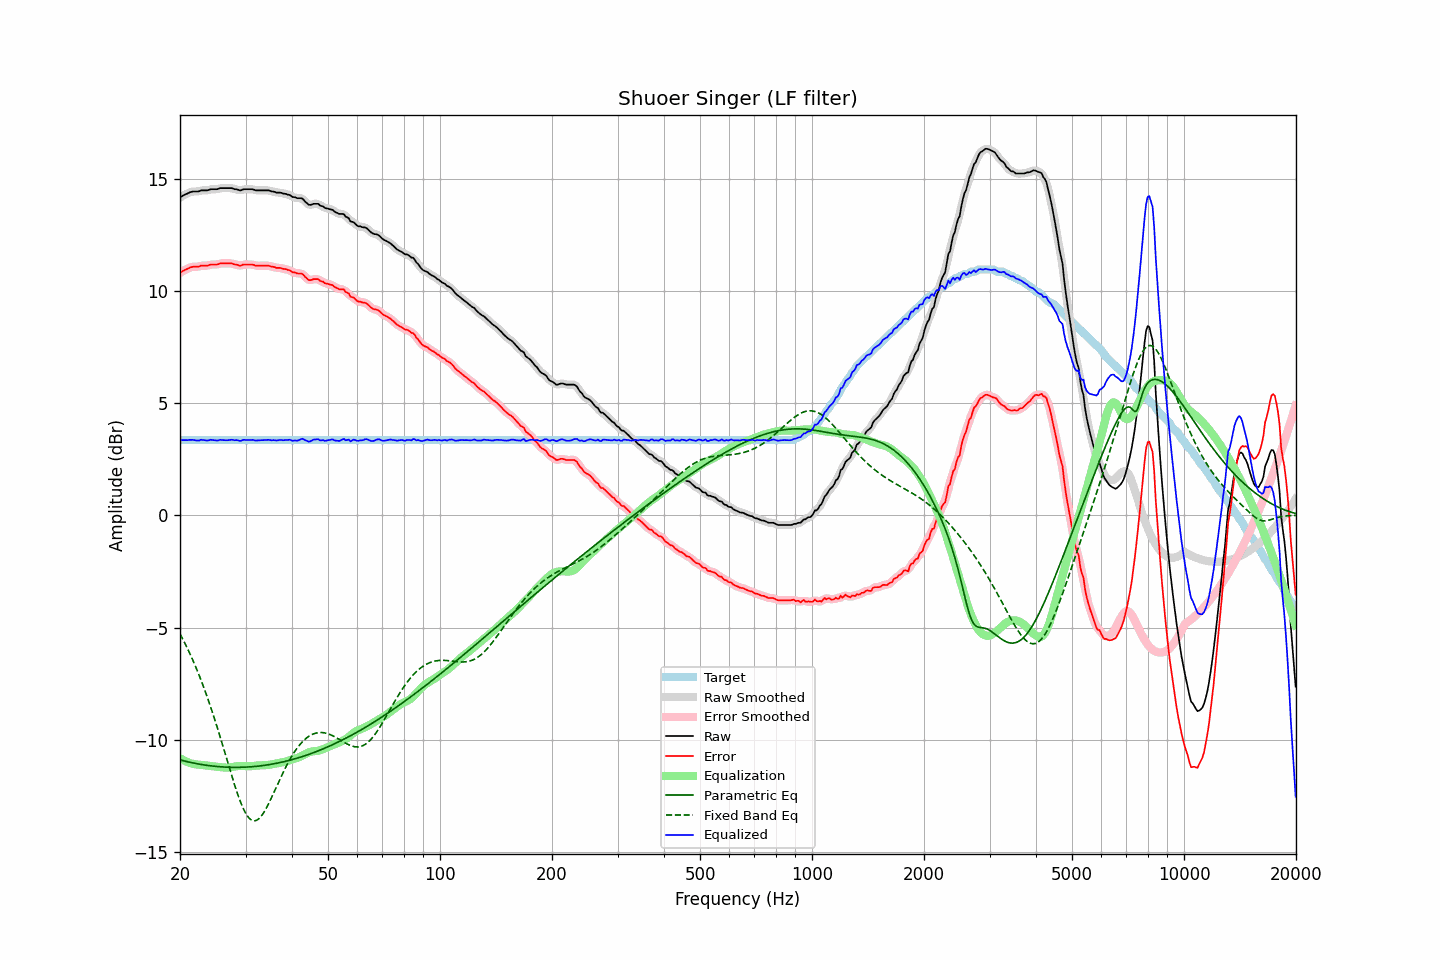 Shuoer Singer (LF filter)
Amplitude (dBr)
15
10
5
0
−5
−10
−15
Target
Raw Smoothed
Error Smoothed
Raw
Error
Equalization
Parametric Eq
Fixed Band Eq
Equalized
20
50
100
200
500
1000
2000
5000
10000
20000
Frequency (Hz)